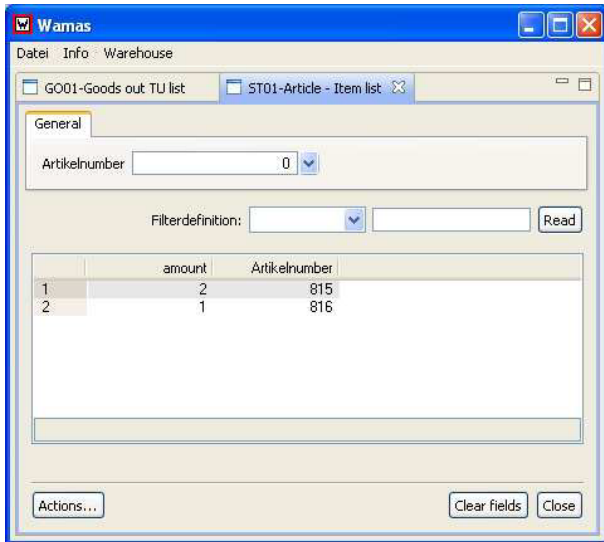 W Wamas
Datei Info Warehouse
GO01-Goods out TU list ST01-Article - Item list
General
Artikelnumber 0
Filterdefinition: Read
amount Artikelnumber
1 2 815
2 1 816
Actions... Clear fields Close